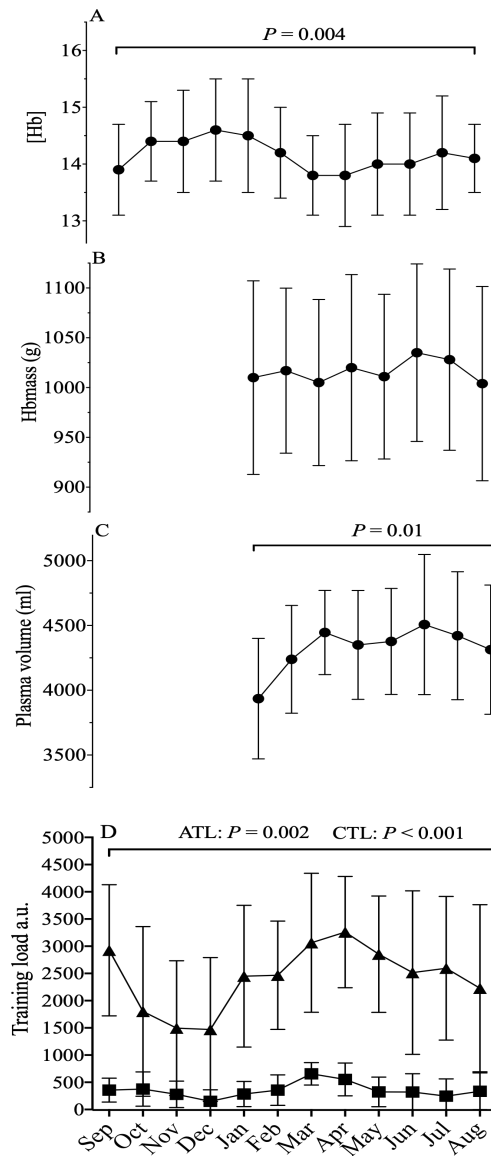 A
P = 0.004
16
15
14
13
[Hb]
B
1100
1050
1000
950
900
Hbmass (g)
C
P = 0.01
5000
4500
4000
3500
Plasma volume (ml)
D
ATL: P = 0.002 CTL: P < 0.001
5000
4500
4000
3500
3000
2500
2000
1500
1000
500
0
Training load a.u.
Sep Oct Nov Dec Jan Feb Mar Apr May Jun Jul Aug